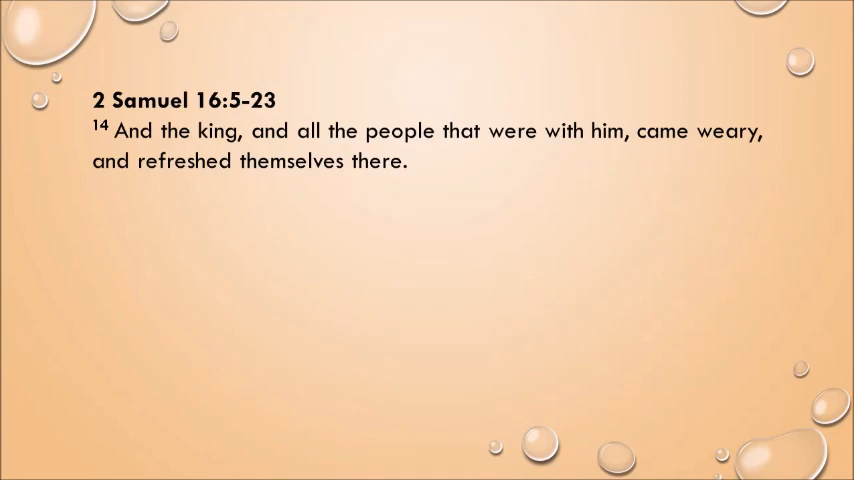 2 Samuel 16:5-23
14 And the king, and all the people that were with him, came weary,
and refreshed themselves there.